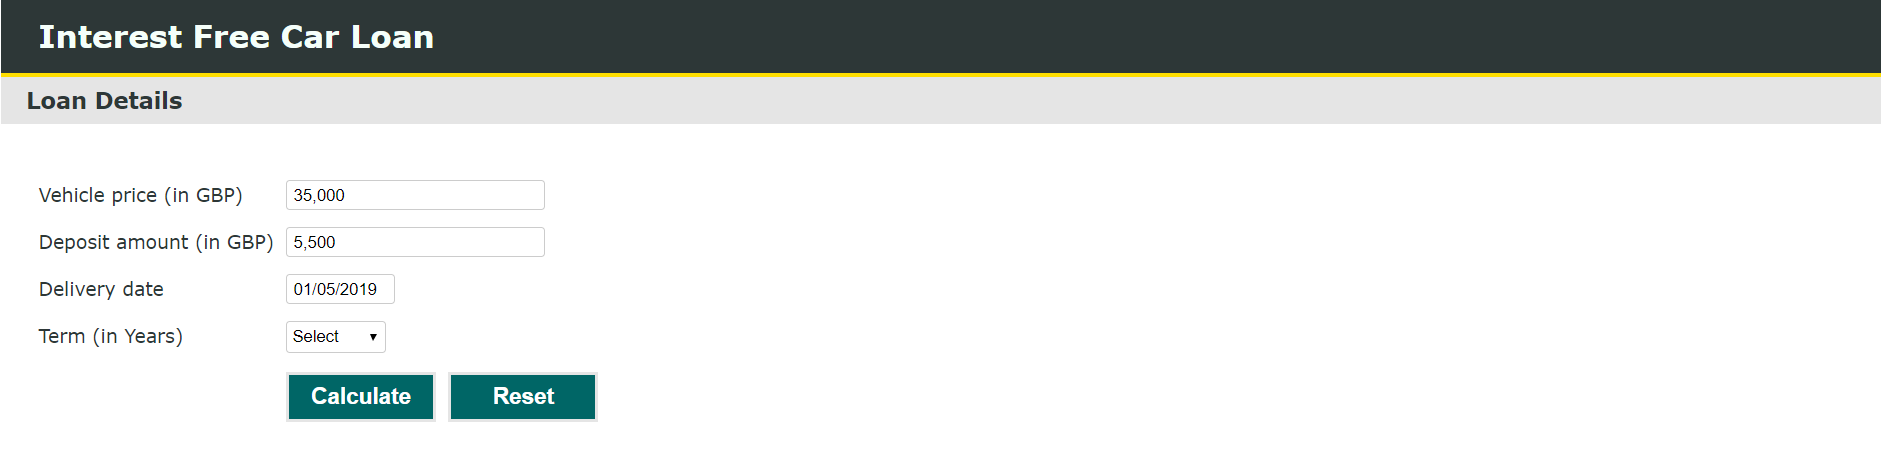 Interest Free Car Loan
Loan Details
Vehicle price (in GBP) 35,000
Deposit amount (in GBP) 5,500
Delivery date 01/05/2019
Term (in Years) Select
Calculate Reset